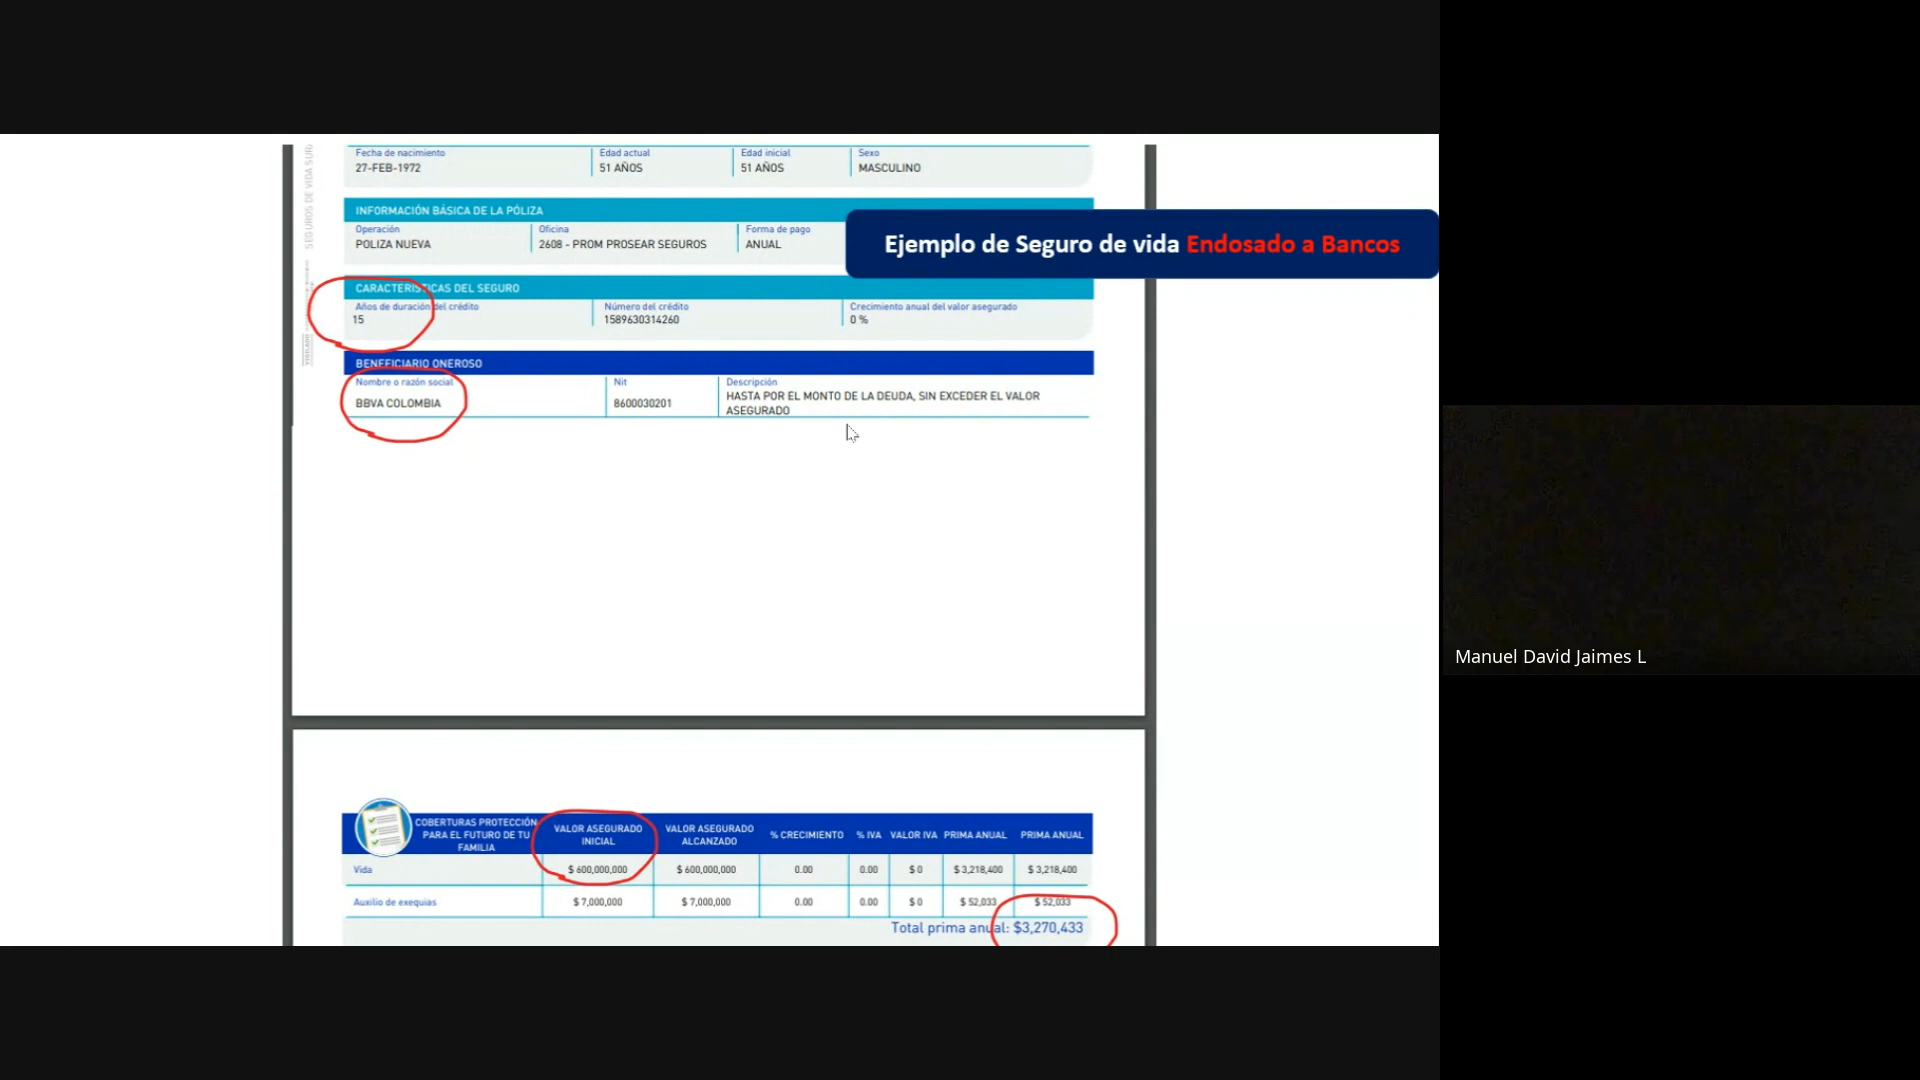 SEGUROS DE VIDA SUR
VIGILADO
Fecha de nacimiento Edad actual Edad inicial Sexo
27-FEB-1972 51 AÑOS 51 AÑOS MASCULINO
INFORMACIÓN BÁSICA DE LA PÓLIZA
Operación Oficina Forma de pago
POLIZA NUEVA 2608 - PROM PROSEAR SEGUROS ANUAL
Ejemplo de Seguro de vida Endosado a Bancos
CARACTERÍSTICAS DEL SEGURO
Años de duración del crédito Número del crédito Crecimiento anual del valor asegurado
15 1589630314260 0 %
BENEFICIARIO ONEROSO
Nombre o razón social Nit Descripción
BBVA COLOMBIA 8600030201 HASTA POR EL MONTO DE LA DEUDA, SIN EXCEDER EL VALOR
ASEGURADO
Manuel David Jaimes L
COBERTURAS PROTECCIÓN
PARA EL FUTURO DE TU
FAMILIA
VALOR ASEGURADO
INICIAL
VALOR ASEGURADO
ALCANZADO
% CRECIMIENTO % IVA VALOR IVA PRIMA ANUAL PRIMA ANUAL
Vida $ 600,000,000 $ 600,000,000 0.00 0.00 $ 0 $ 3,218,400 $ 3,218,400
Auxilio de exequias $ 7,000,000 $ 7,000,000 0.00 0.00 $ 0 $ 52,033 $ 52,033
Total prima anual: $3,270,433